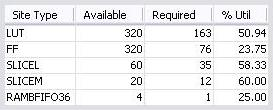 Site Type Available Required % Util
LUT 320 163 50.94
FF 320 76 23.75
SLICEL 60 35 58.33
SLICEM 20 12 60.00
RAMBFIFO36 4 1 25.00